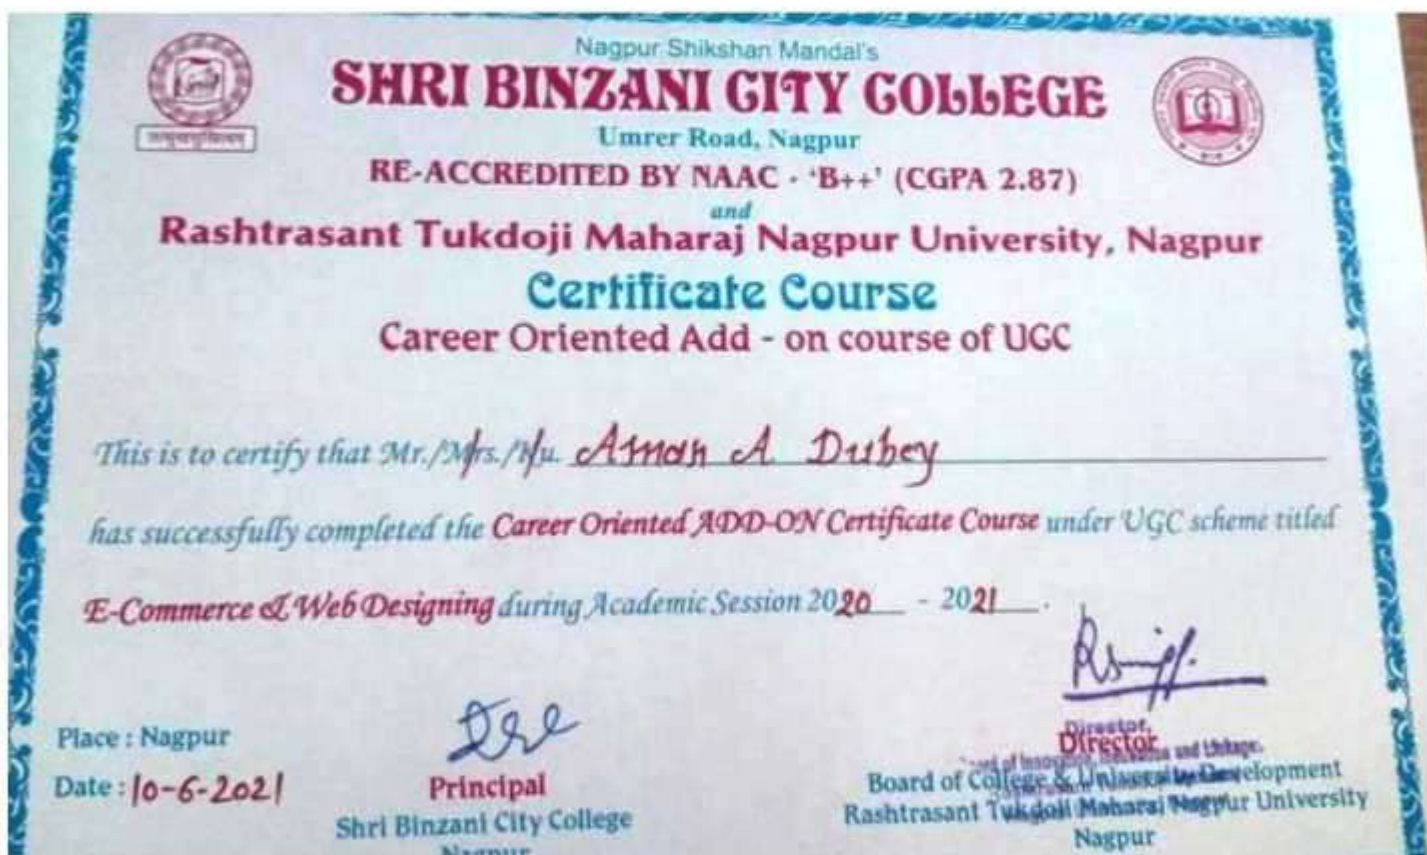 Nagpur Shikshan Mandal's
SHRI BINZANI CITY COLLEGE
Umrer Road, Nagpur
RE-ACCREDITED BY NAAC - 'B++' (CGPA 2.87)
and
Rashtrasant Tukdoji Maharaj Nagpur University, Nagpur
Certificate Course
Career Oriented Add - on course of UGC
This is to certify that Mr./Mrs./Ku. Aman A Dubey
has successfully completed the Career Oriented ADD-ON Certificate Course under UGC scheme titled
E-Commerce & Web Designing during Academic Session 2020 - 2021.
Place : Nagpur
Date : 10-6-2021
Principal
Shri Binzani City College
Nagpur
Director,
Director
Board of College & University Development
Rashtrasant Tukdoji Maharaj Nagpur University
Nagpur